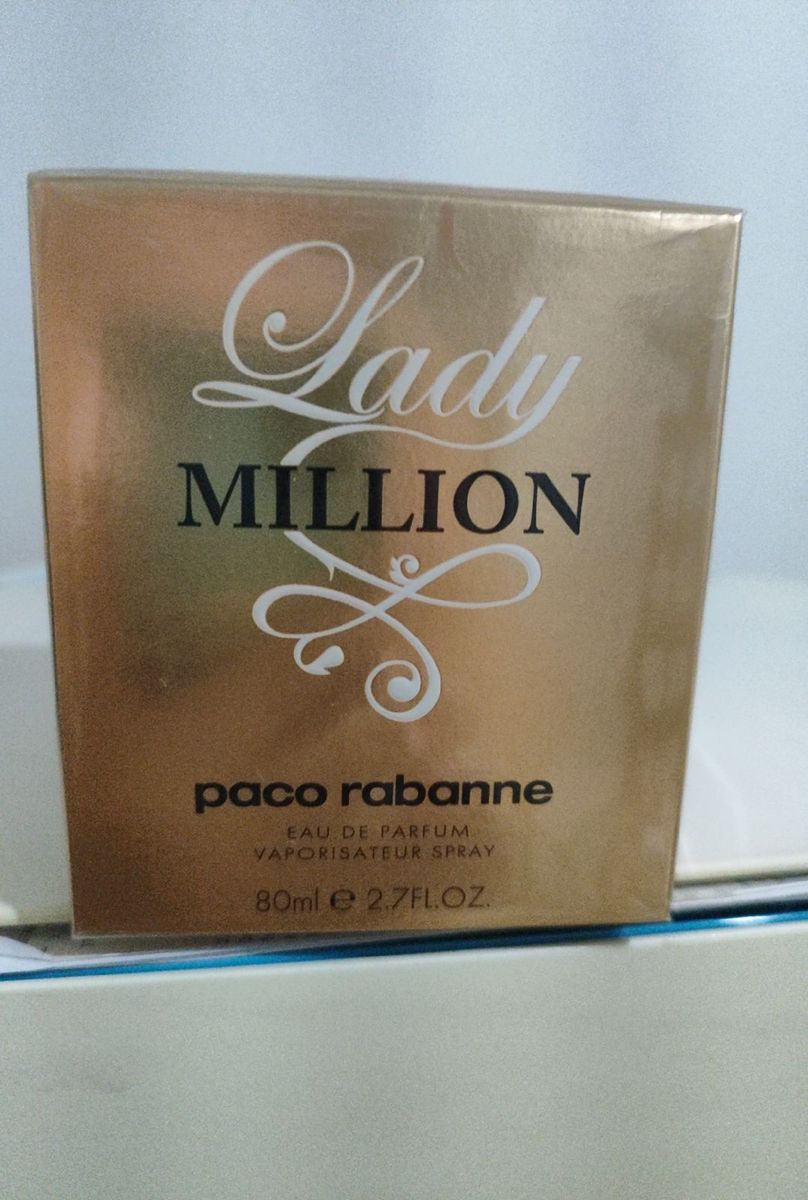 Lady
MILLION
paco rabanne
EAU DE PARFUM
VAPORISATEUR SPRAY
80ml ℮ 2.7FL.OZ.